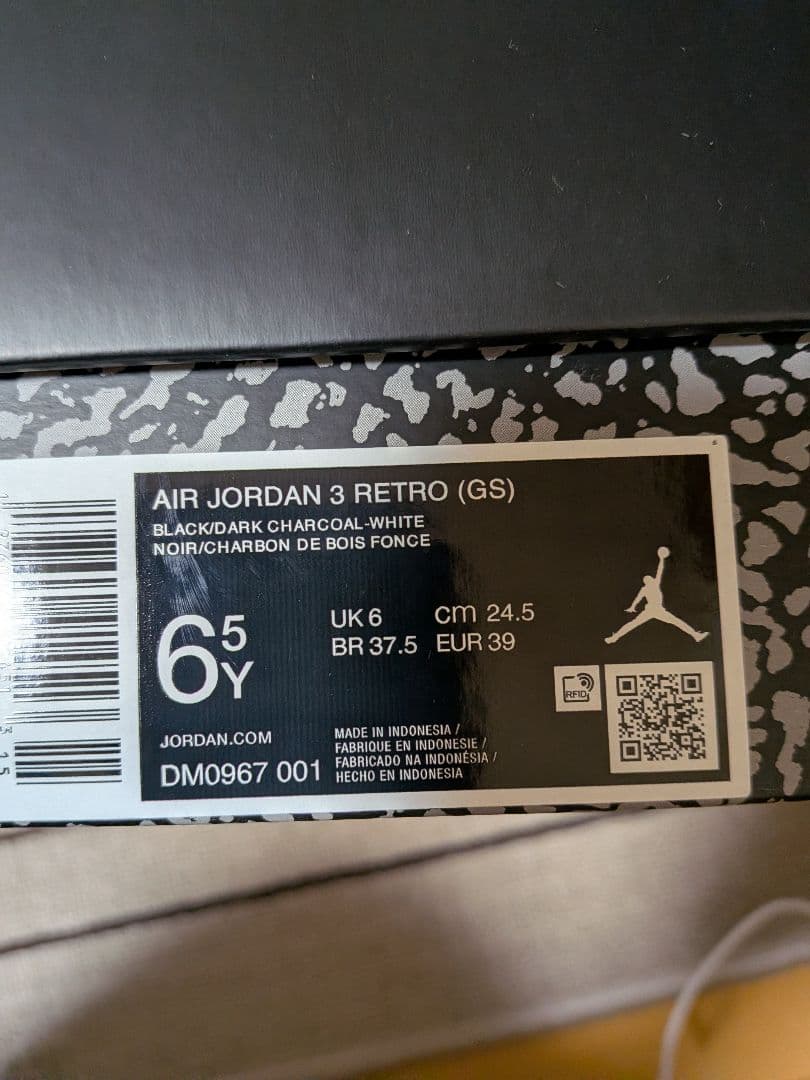 AIR JORDAN 3 RETRO (GS)
BLACK/DARK CHARCOAL-WHITE
NOIR/CHARBON DE BOIS FONCE
6 5 Y
UK 6 cm 24.5
BR 37.5 EUR 39
RFID
JORDAN.COM
DM0967 001
MADE IN INDONESIA /
FABRIQUE EN INDONESIE /
FABRICADO NA INDONÉSIA /
HECHO EN INDONESIA